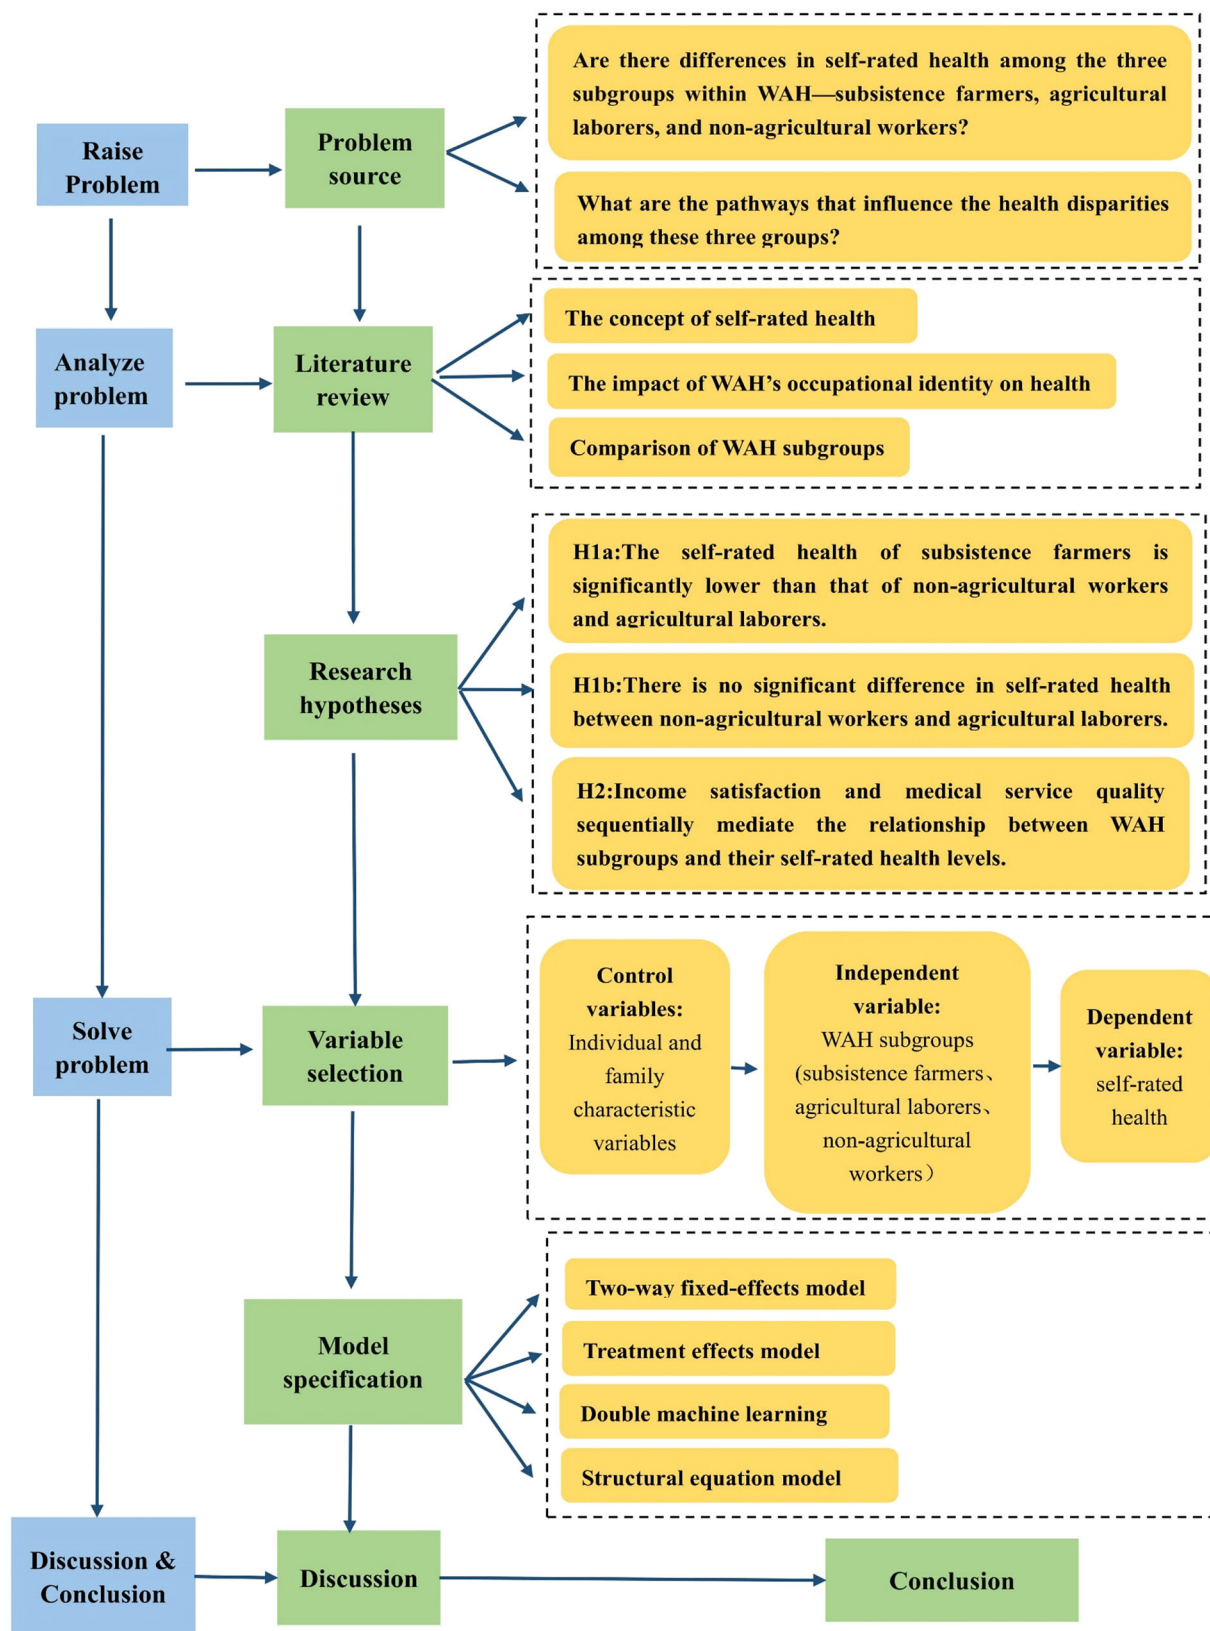 Raise
Problem
Problem
source
Are there differences in self-rated health among the three
subgroups within WAH—subsistence farmers, agricultural
laborers, and non-agricultural workers?
What are the pathways that influence the health disparities
among these three groups?
Analyze
problem
Literature
review
The concept of self-rated health
The impact of WAH’s occupational identity on health
Comparison of WAH subgroups
Research
hypotheses
H1a:The self-rated health of subsistence farmers is
significantly lower than that of non-agricultural workers
and agricultural laborers.
H1b:There is no significant difference in self-rated health
between non-agricultural workers and agricultural laborers.
H2:Income satisfaction and medical service quality
sequentially mediate the relationship between WAH
subgroups and their self-rated health levels.
Solve
problem
Variable
selection
Control
variables:
Individual and
family
characteristic
variables
Independent
variable:
WAH subgroups
(subsistence farmers、
agricultural laborers、
non-agricultural
workers）
Dependent
variable:
self-rated
health
Model
specification
Two-way fixed-effects model
Treatment effects model
Double machine learning
Structural equation model
Discussion &
Conclusion
Discussion
Conclusion